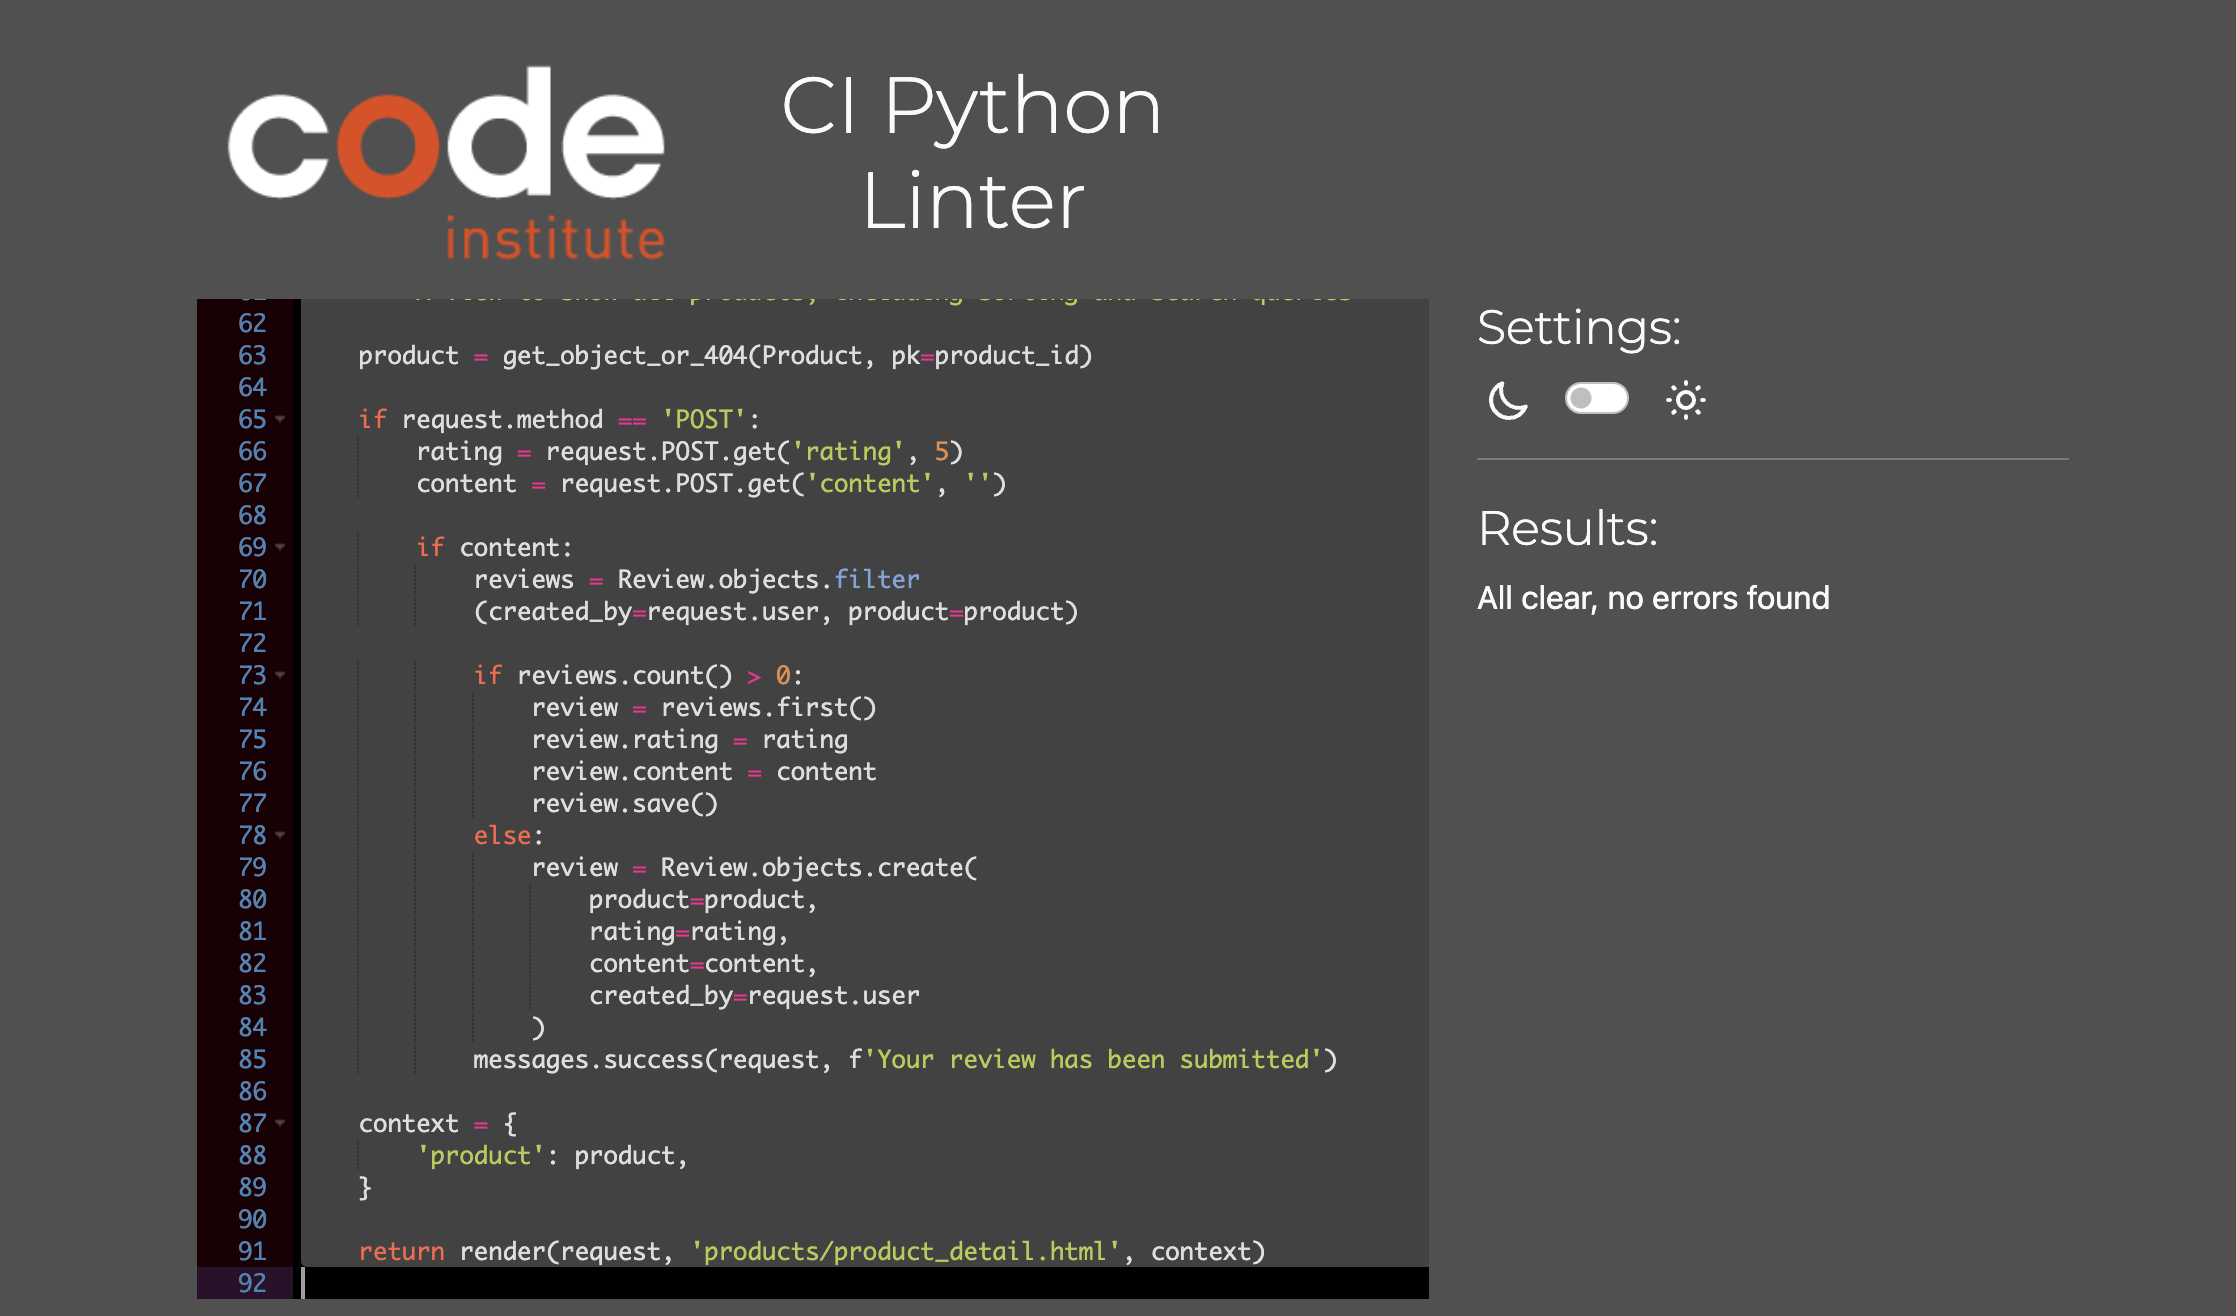 code
institute
CI Python
Linter
62
63 product = get_object_or_404(Product, pk=product_id)
64
65 if request.method == 'POST':
66 rating = request.POST.get('rating', 5)
67 content = request.POST.get('content', '')
68
69 if content:
70 reviews = Review.objects.filter
71 (created_by=request.user, product=product)
72
73 if reviews.count() > 0:
74 review = reviews.first()
75 review.rating = rating
76 review.content = content
77 review.save()
78 else:
79 review = Review.objects.create(
80 product=product,
81 rating=rating,
82 content=content,
83 created_by=request.user
84 )
85 messages.success(request, f'Your review has been submitted')
86
87 context = {
88 'product': product,
89 }
90
91 return render(request, 'products/product_detail.html', context)
92
Settings:
Results:
All clear, no errors found